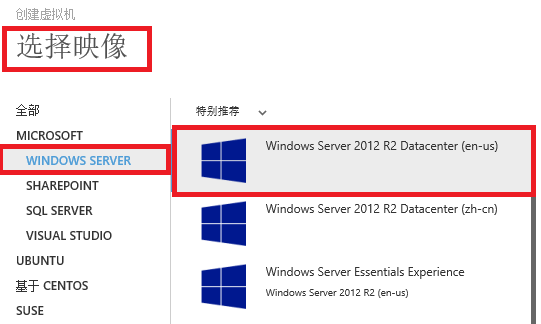 创建虚拟机
选择映像
全部
MICROSOFT
WINDOWS SERVER
SHAREPOINT
SQL SERVER
VISUAL STUDIO
UBUNTU
基于 CENTOS
SUSE
特别推荐
Windows Server 2012 R2 Datacenter (en-us)
Windows Server 2012 R2 Datacenter (zh-cn)
Windows Server Essentials Experience
Windows Server 2012 R2 (en-us)